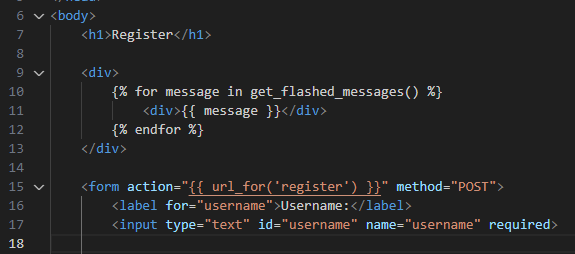 6 <body>
7 <h1>Register</h1>
8
9 <div>
10 {% for message in get_flashed_messages() %}
11 <div>{{ message }}</div>
12 {% endfor %}
13 </div>
14
15 <form action="{{ url_for('register') }}" method="POST">
16 <label for="username">Username:</label>
17 <input type="text" id="username" name="username" required>
18